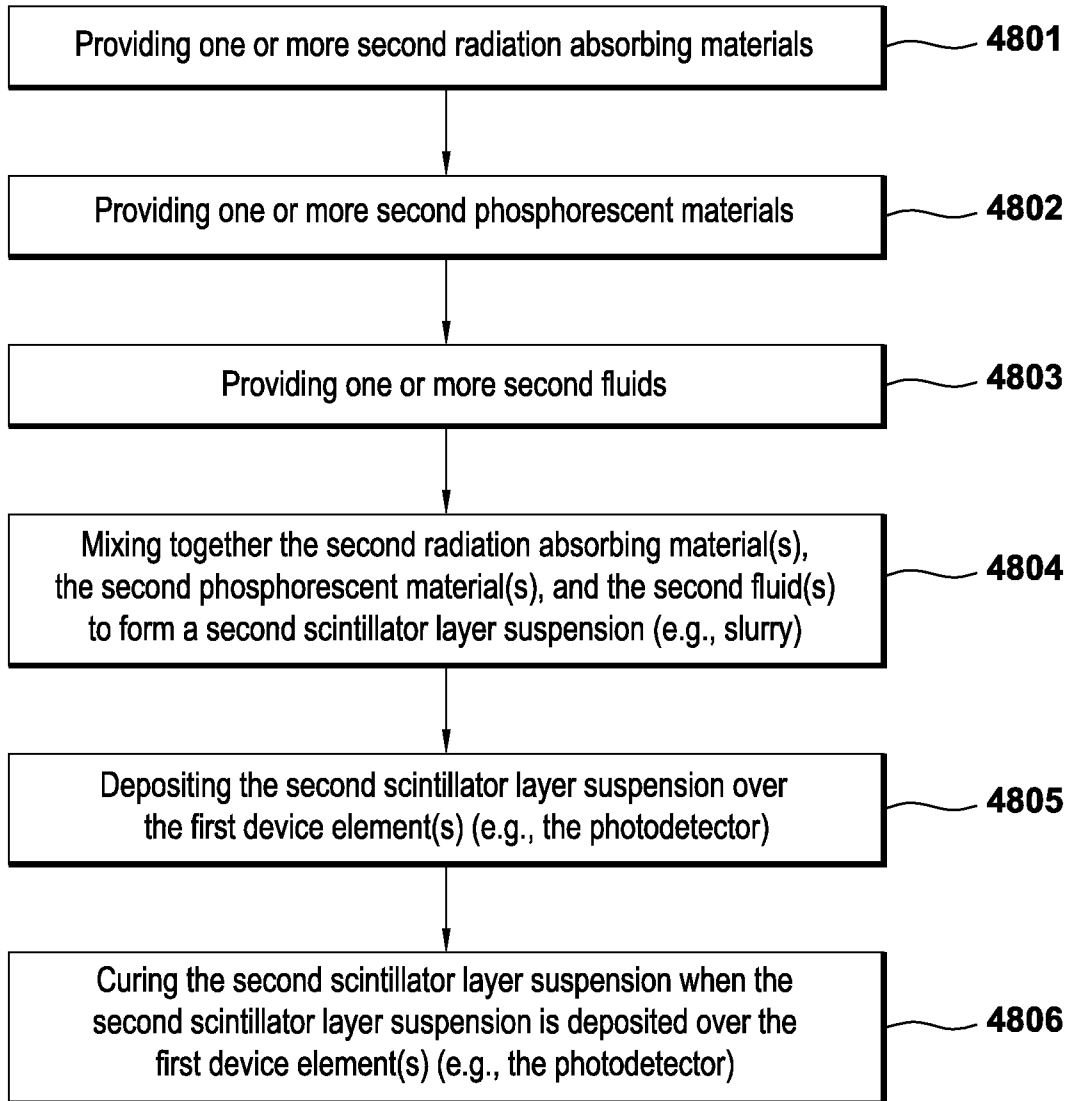 Providing one or more second radiation absorbing materials
4801
Providing one or more second phosphorescent materials
4802
Providing one or more second fluids
4803
Mixing together the second radiation absorbing material(s),
the second phosphorescent material(s), and the second fluid(s)
to form a second scintillator layer suspension (e.g., slurry)
4804
Depositing the second scintillator layer suspension over
the first device element(s) (e.g., the photodetector)
4805
Curing the second scintillator layer suspension when the
second scintillator layer suspension is deposited over the
first device element(s) (e.g., the photodetector)
4806